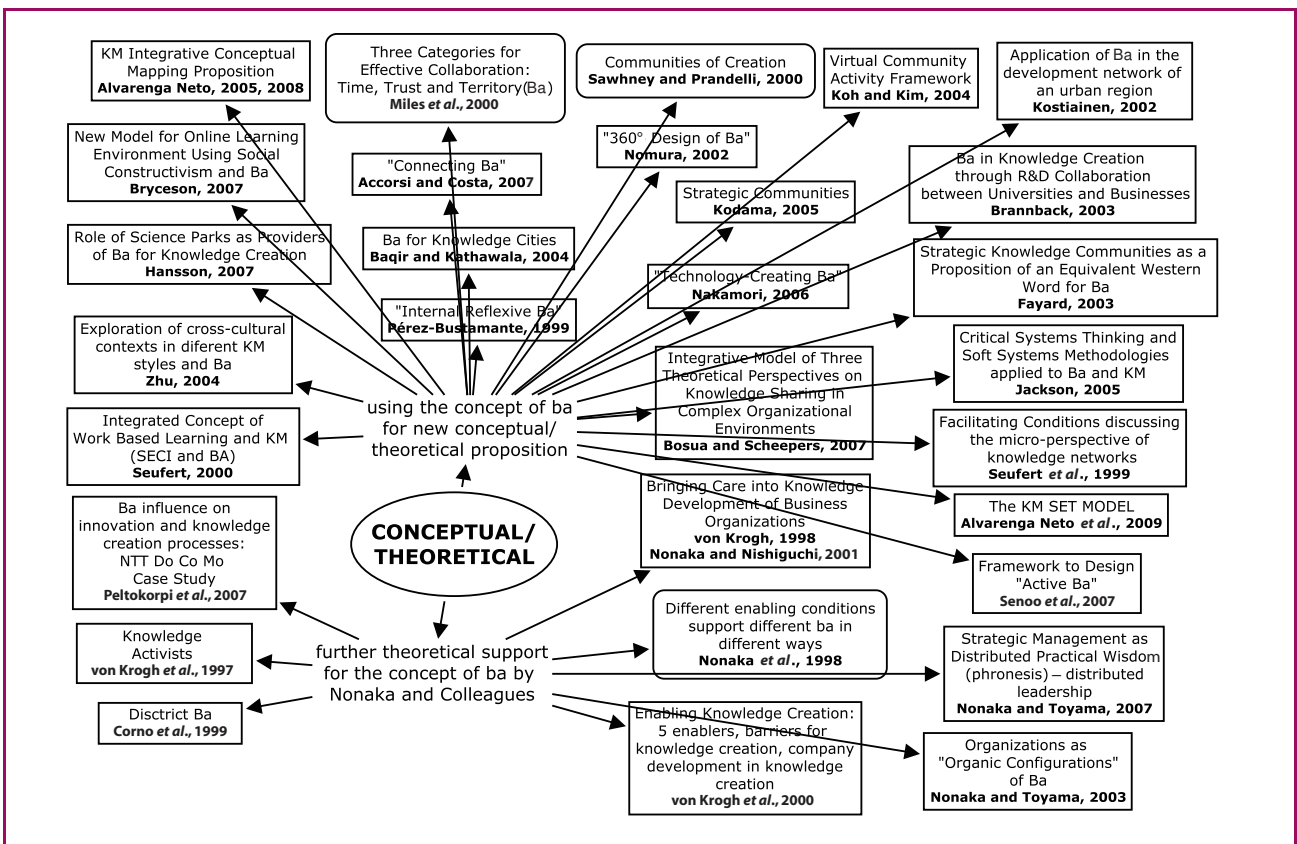 KM Integrative Conceptual
Mapping Proposition
Alvarenga Neto, 2005, 2008
Three Categories for
Effective Collaboration:
Time, Trust and Territory(Ba)
Miles et al., 2000
Communities of Creation
Sawhney and Prandelli, 2000
Virtual Community
Activity Framework
Koh and Kim, 2004
Application of Ba in the
development network of
an urban region
Kostiainen, 2002
New Model for Online Learning
Environment Using Social
Constructivism and Ba
Bryceson, 2007
"Connecting Ba"
Accorsi and Costa, 2007
"360° Design of Ba"
Nomura, 2002
Strategic Communities
Kodama, 2005
Ba in Knowledge Creation
through R&D Collaboration
between Universities and Businesses
Brannback, 2003
Role of Science Parks as Providers
of Ba for Knowledge Creation
Hansson, 2007
Ba for Knowledge Cities
Baqir and Kathawala, 2004
"Technology-Creating Ba"
Nakamori, 2006
Strategic Knowledge Communities as a
Proposition of an Equivalent Western
Word for Ba
Fayard, 2003
"Internal Reflexive Ba"
Pérez-Bustamante, 1999
Exploration of cross-cultural
contexts in diferent KM
styles and Ba
Zhu, 2004
Integrative Model of Three
Theoretical Perspectives on
Knowledge Sharing in
Complex Organizational
Environments
Bosua and Scheepers, 2007
Critical Systems Thinking and
Soft Systems Methodologies
applied to Ba and KM
Jackson, 2005
using the concept of ba
for new conceptual/
theoretical proposition
Integrated Concept of
Work Based Learning and KM
(SECI and BA)
Seufert, 2000
Facilitating Conditions discussing
the micro-perspective of
knowledge networks
Seufert et al., 1999
Bringing Care into Knowledge
Development of Business
Organizations
von Krogh, 1998
Nonaka and Nishiguchi, 2001
The KM SET MODEL
Alvarenga Neto et al., 2009
Ba influence on
innovation and knowledge
creation processes:
NTT Do Co Mo
Case Study
Peltokorpi et al., 2007
CONCEPTUAL/
THEORETICAL
Framework to Design
"Active Ba"
Senoo et al., 2007
Knowledge
Activists
von Krogh et al., 1997
further theoretical support
for the concept of ba by
Nonaka and Colleagues
Different enabling conditions
support different ba in
different ways
Nonaka et al., 1998
Strategic Management as
Distributed Practical Wisdom
(phronesis) – distributed
leadership
Nonaka and Toyama, 2007
Disctrict Ba
Corno et al., 1999
Enabling Knowledge Creation:
5 enablers, barriers for
knowledge creation, company
development in knowledge
creation
von Krogh et al., 2000
Organizations as
"Organic Configurations"
of Ba
Nonaka and Toyama, 2003